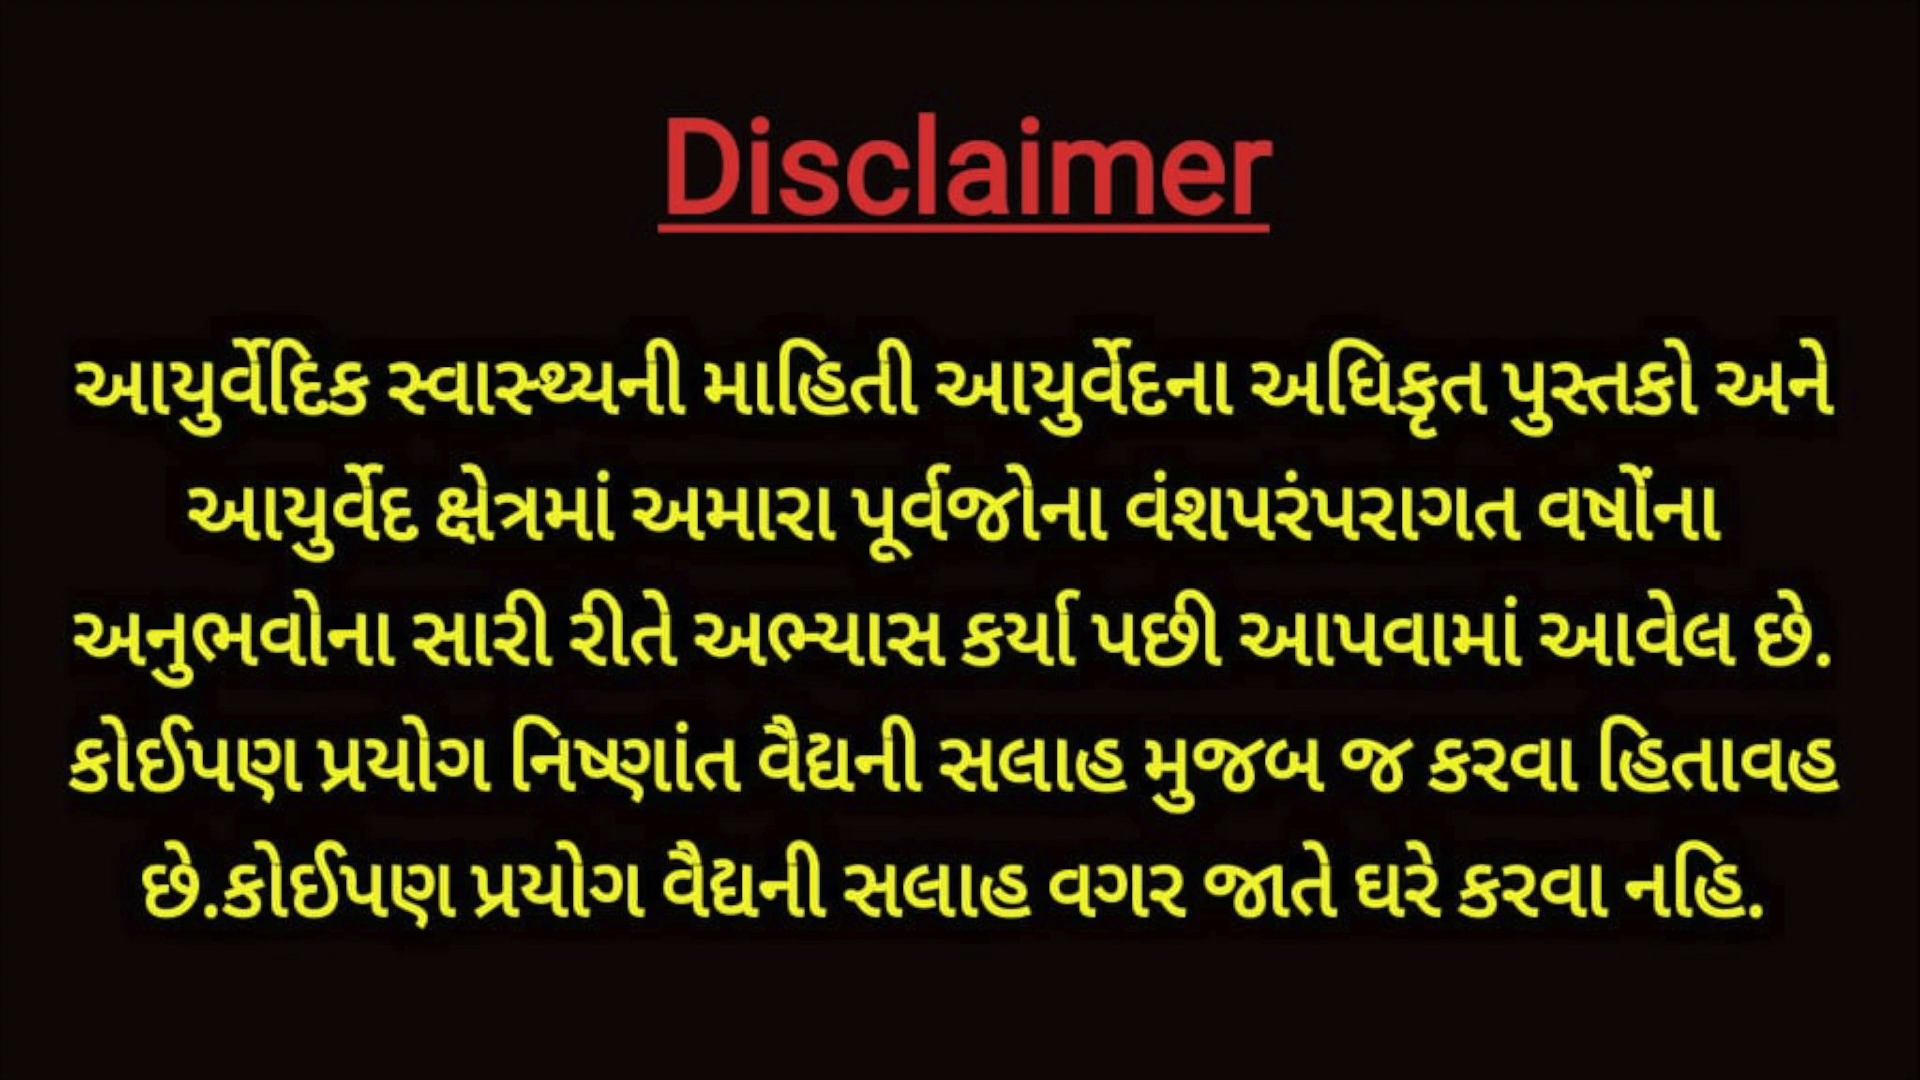 Disclaimer
આયુર્વેદિક સ્વાસ્થ્યની માહિતી આયુર્વેદના અધિકૃત પુસ્તકો અને
આયુર્વેદ ક્ષેત્રમાં અમારા પૂર્વજોના વંશપરંપરાગત વર્ષોંના
અનુભવોના સારી રીતે અભ્યાસ કર્યા પછી આપવામાં આવેલ છે.
કોઈપણ પ્રયોગ નિષ્ણાંત વૈદ્યની સલાહ મુજબ જ કરવા હિતાવહ
છે.કોઈપણ પ્રયોગ વૈદ્યની સલાહ વગર જાતે ઘરે કરવા નહિ.